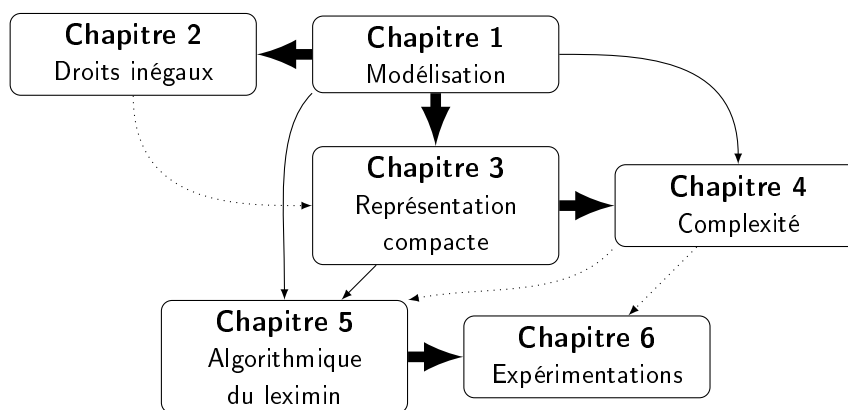 Chapitre 2
Droits inégaux
Chapitre 1
Modélisation
Chapitre 3
Représentation
compacte
Chapitre 4
Complexité
Chapitre 5
Algorithmique
du leximin
Chapitre 6
Expérimentations